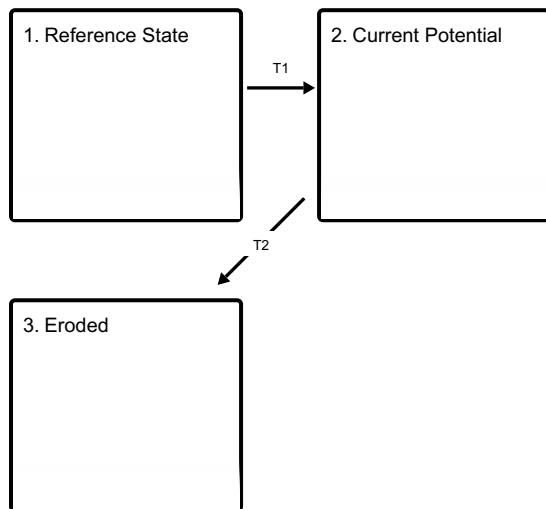 1. Reference State
T1
2. Current Potential
T2
3. Eroded